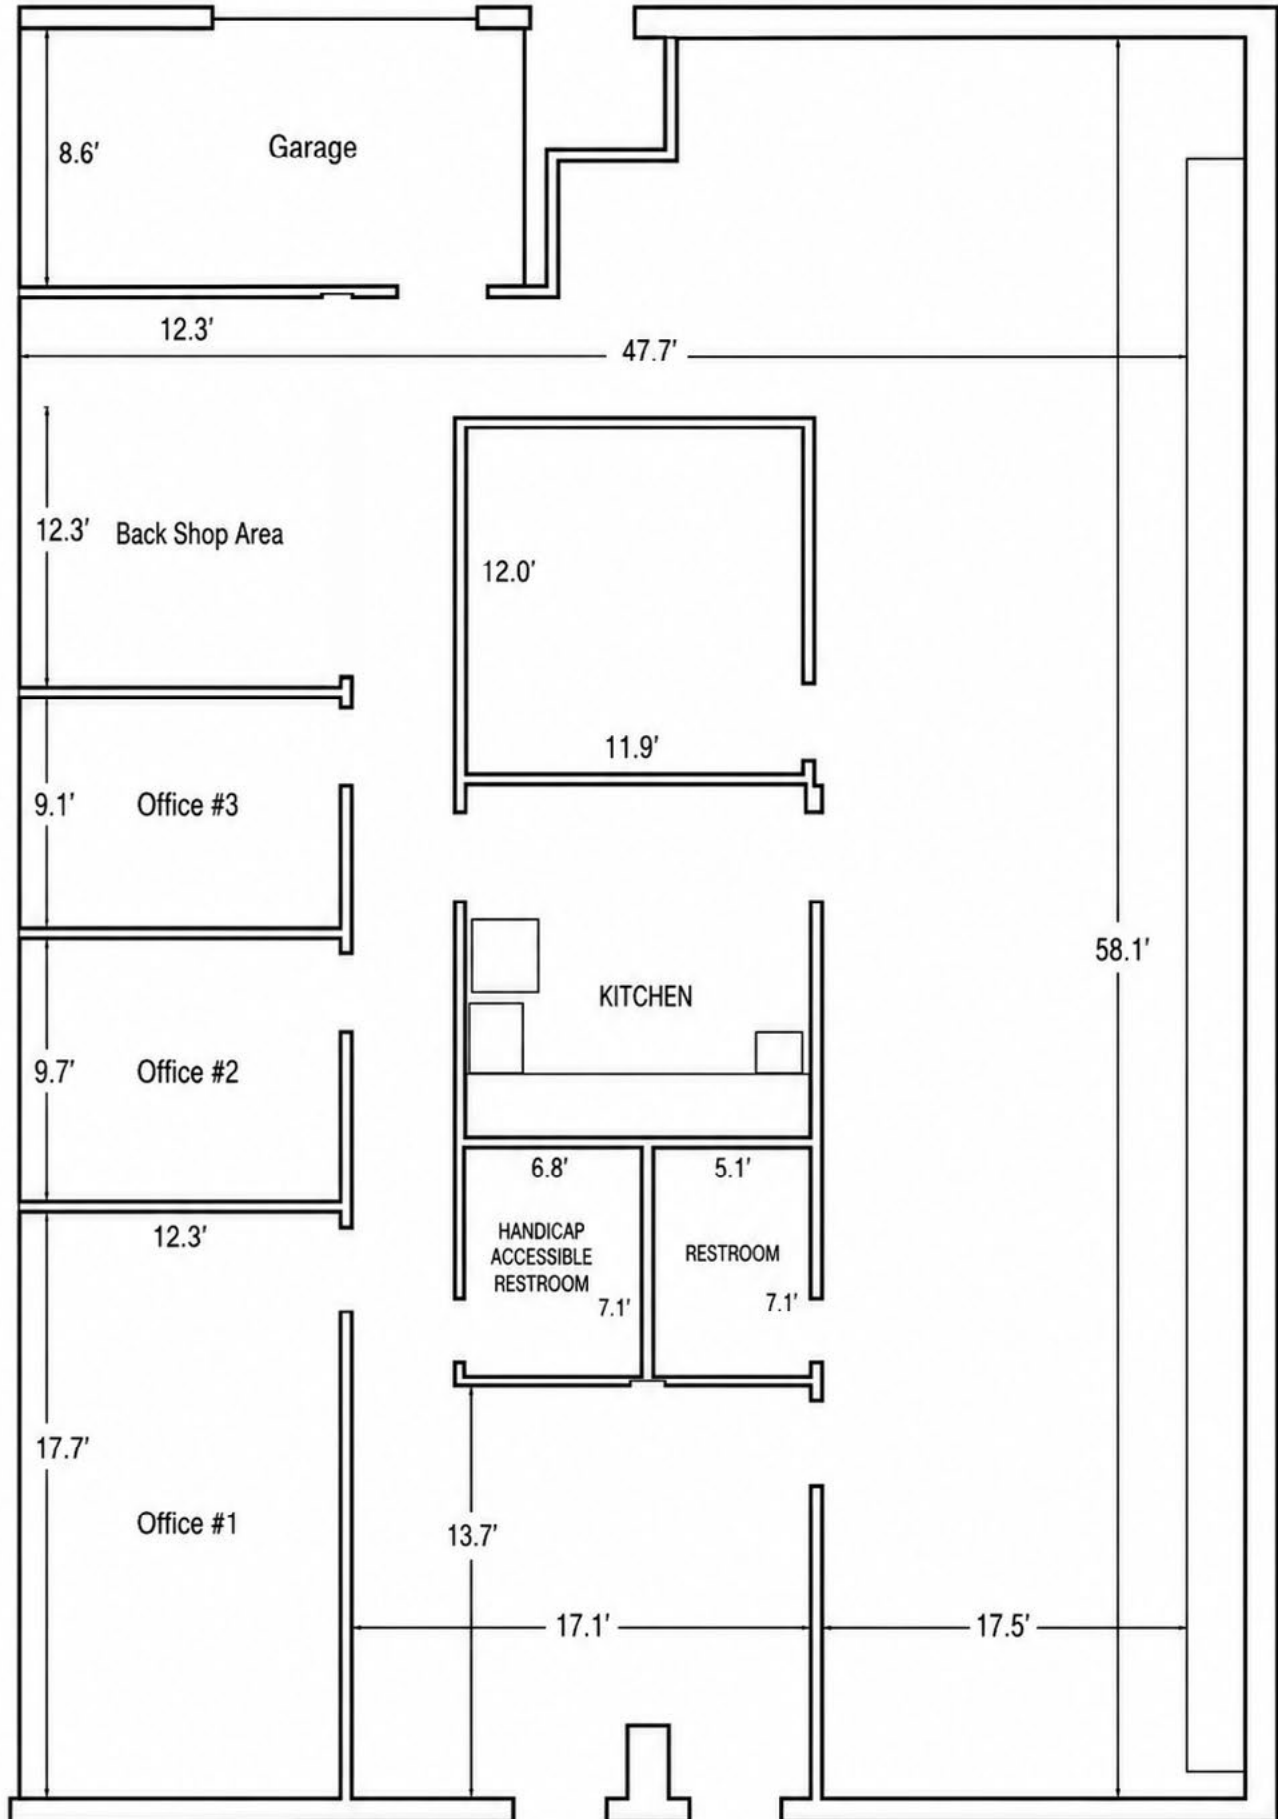 8.6'
Garage
12.3'
47.7'
12.3'
Back Shop Area
12.0'
11.9'
9.1'
Office #3
58.1'
KITCHEN
9.7'
Office #2
6.8'
5.1'
12.3'
HANDICAP
ACCESSIBLE
RESTROOM
RESTROOM
7.1'
7.1'
17.7'
Office #1
13.7'
17.1'
17.5'